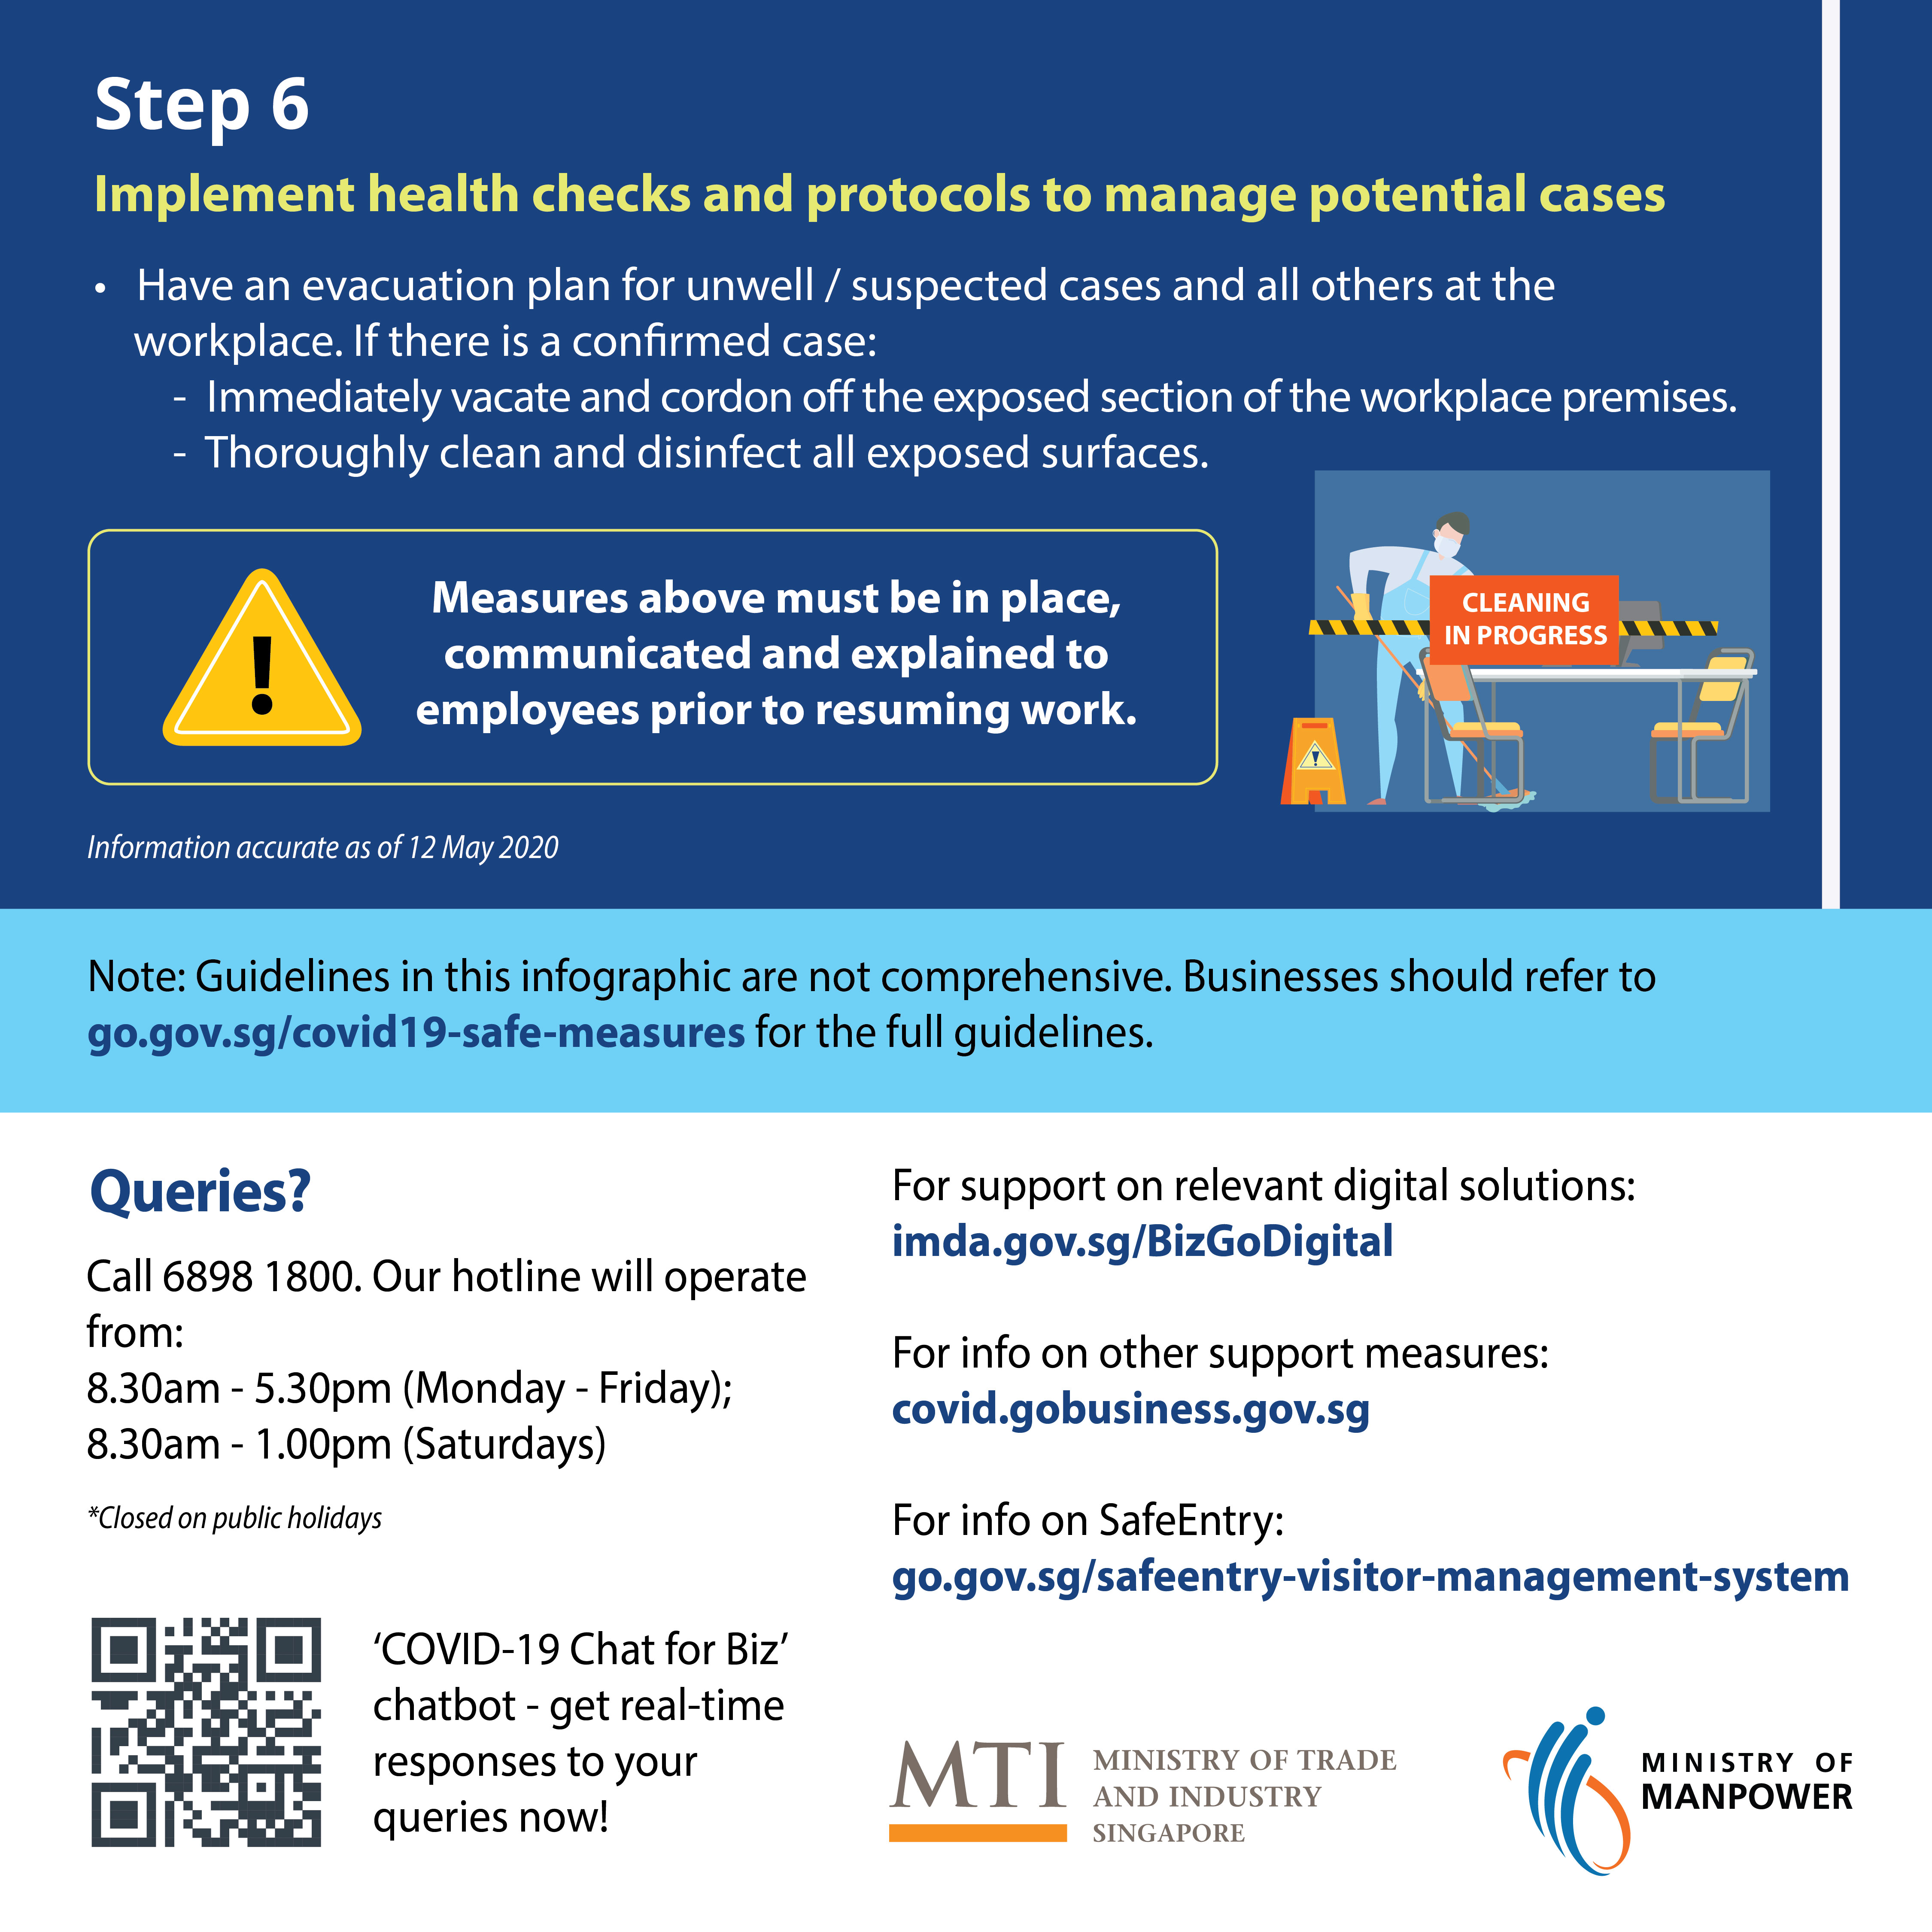 Step 6
Implement health checks and protocols to manage potential cases
• Have an evacuation plan for unwell / suspected cases and all others at the
workplace. If there is a confirmed case:
- Immediately vacate and cordon off the exposed section of the workplace premises.
- Thoroughly clean and disinfect all exposed surfaces.
!
Measures above must be in place,
communicated and explained to
employees prior to resuming work.
CLEANING
IN PROGRESS
!
Information accurate as of 12 May 2020
Note: Guidelines in this infographic are not comprehensive. Businesses should refer to
go.gov.sg/covid19-safe-measures for the full guidelines.
Queries?
Call 6898 1800. Our hotline will operate
from:
8.30am - 5.30pm (Monday - Friday);
8.30am - 1.00pm (Saturdays)
*Closed on public holidays
‘COVID-19 Chat for Biz’
chatbot - get real-time
responses to your
queries now!
For support on relevant digital solutions:
imda.gov.sg/BizGoDigital
For info on other support measures:
covid.gobusiness.gov.sg
For info on SafeEntry:
go.gov.sg/safeentry-visitor-management-system
MTI
MINISTRY OF TRADE
AND INDUSTRY
SINGAPORE
MINISTRY OF
MANPOWER